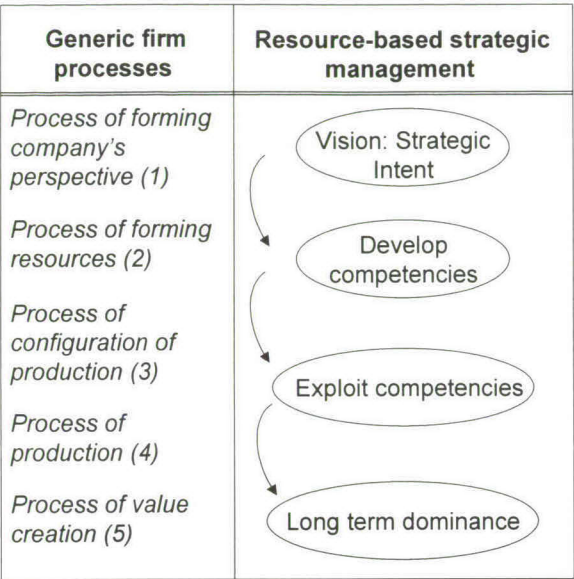 Generic firm
processes
Resource-based strategic
management
Process of forming
company's
perspective (1)
Vision: Strategic
Intent
Process of forming
resources (2)
Develop
competencies
Process of
configuration of
production (3)
Exploit competencies
Process of
production (4)
Process of value
creation (5)
Long term dominance